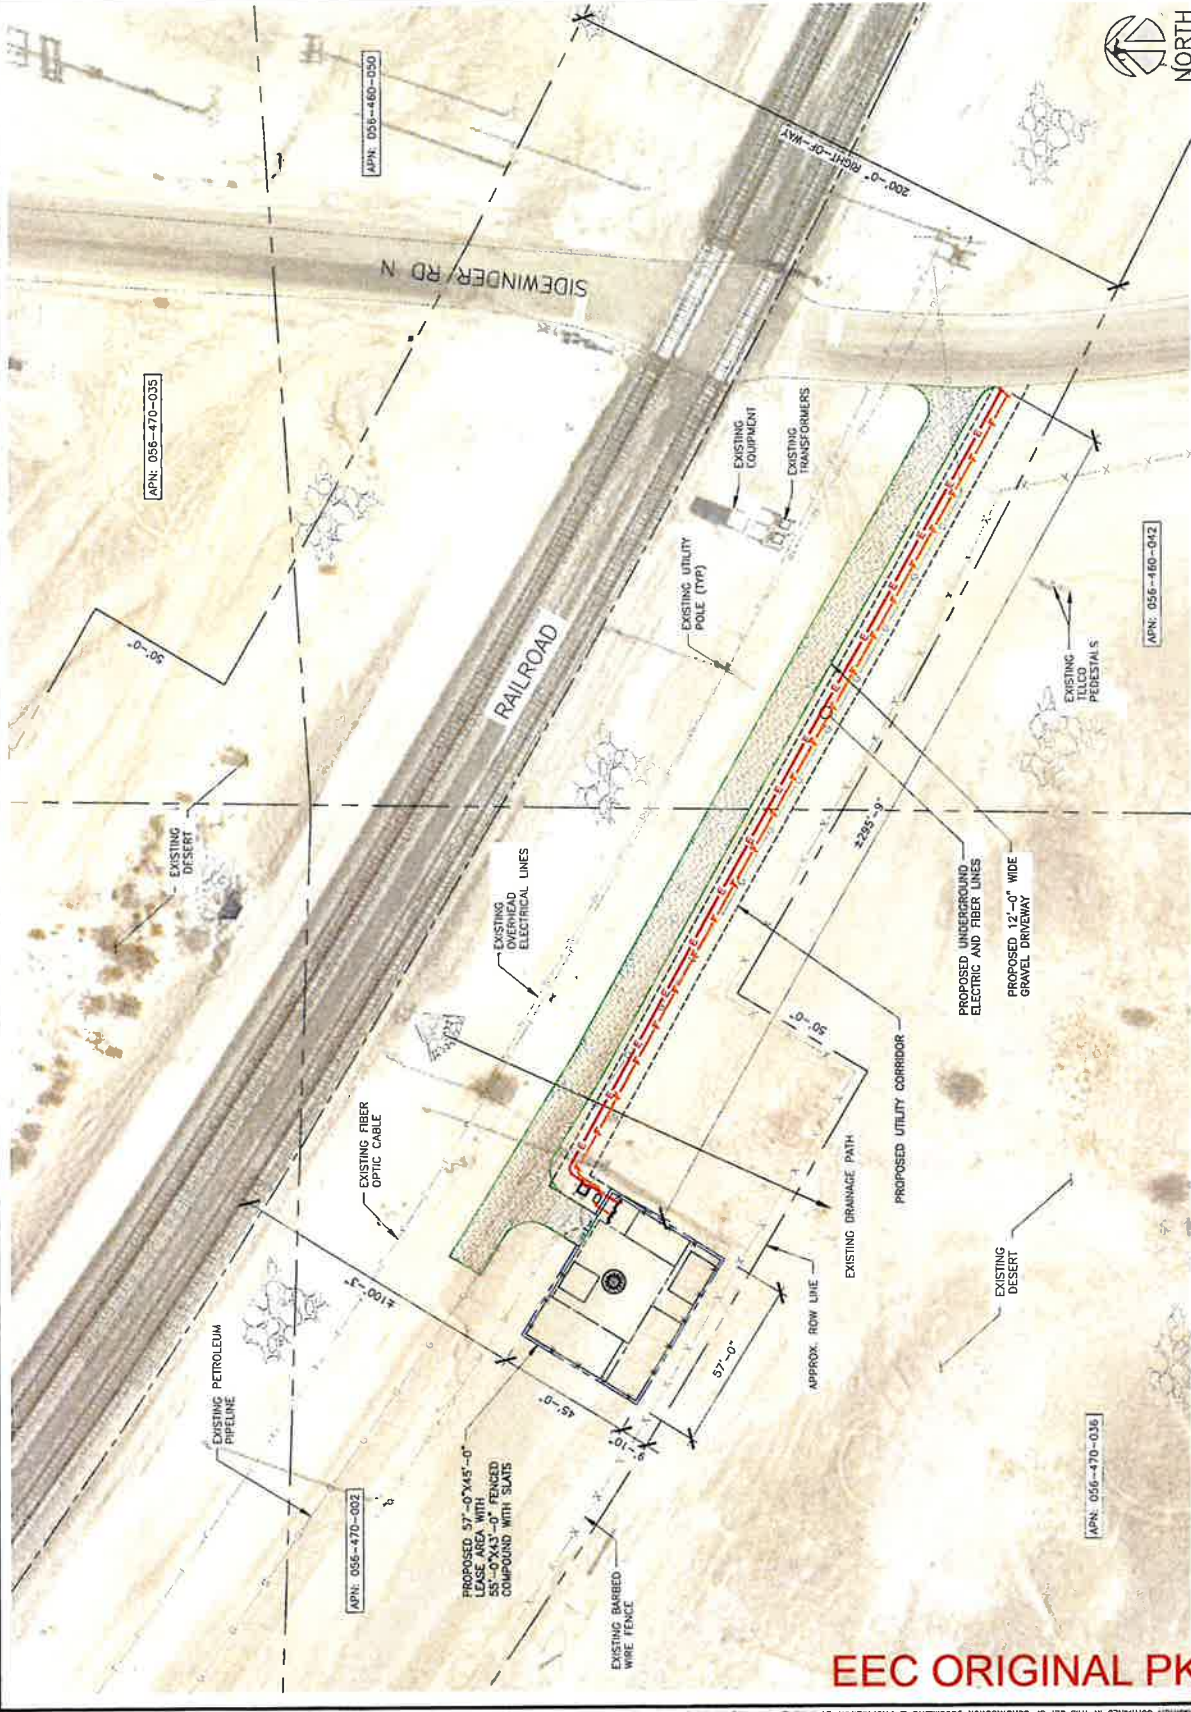 APN: 056-460-050
NORTH
200'-0" RIGHT-OF-WAY
SIDEWINDER RD N
APN: 056-470-035
EXISTING
EQUIPMENT
EXISTING
TRANSFORMERS
EXISTING UTILITY
POLE (TYP)
APN: 056-460-042
EXISTING
TELCO
PEDESTALS
50'-0"
RAILROAD
±295'-9"
EXISTING
DESERT
EXISTING
OVERHEAD
ELECTRICAL LINES
PROPOSED UNDERGROUND
ELECTRIC AND FIBER LINES
PROPOSED 12'-0" WIDE
GRAVEL DRIVEWAY
50'-0"
PROPOSED UTILITY CORRIDOR
EXISTING FIBER
OPTIC CABLE
EXISTING DRAINAGE PATH
±100'-3"
APPROX. ROW LINE
EXISTING
DESERT
57'-0"
45'-0"
9'-10"
EXISTING PETROLEUM
PIPELINE
PROPOSED 57'-0"X45'-0"
LEASE AREA WITH
55'-0"X43'-0" FENCED
COMPOUND WITH SLATS
APN: 056-470-002
APN: 056-470-036
EXISTING BARBED
WIRE FENCE
EEC ORIGINAL PK